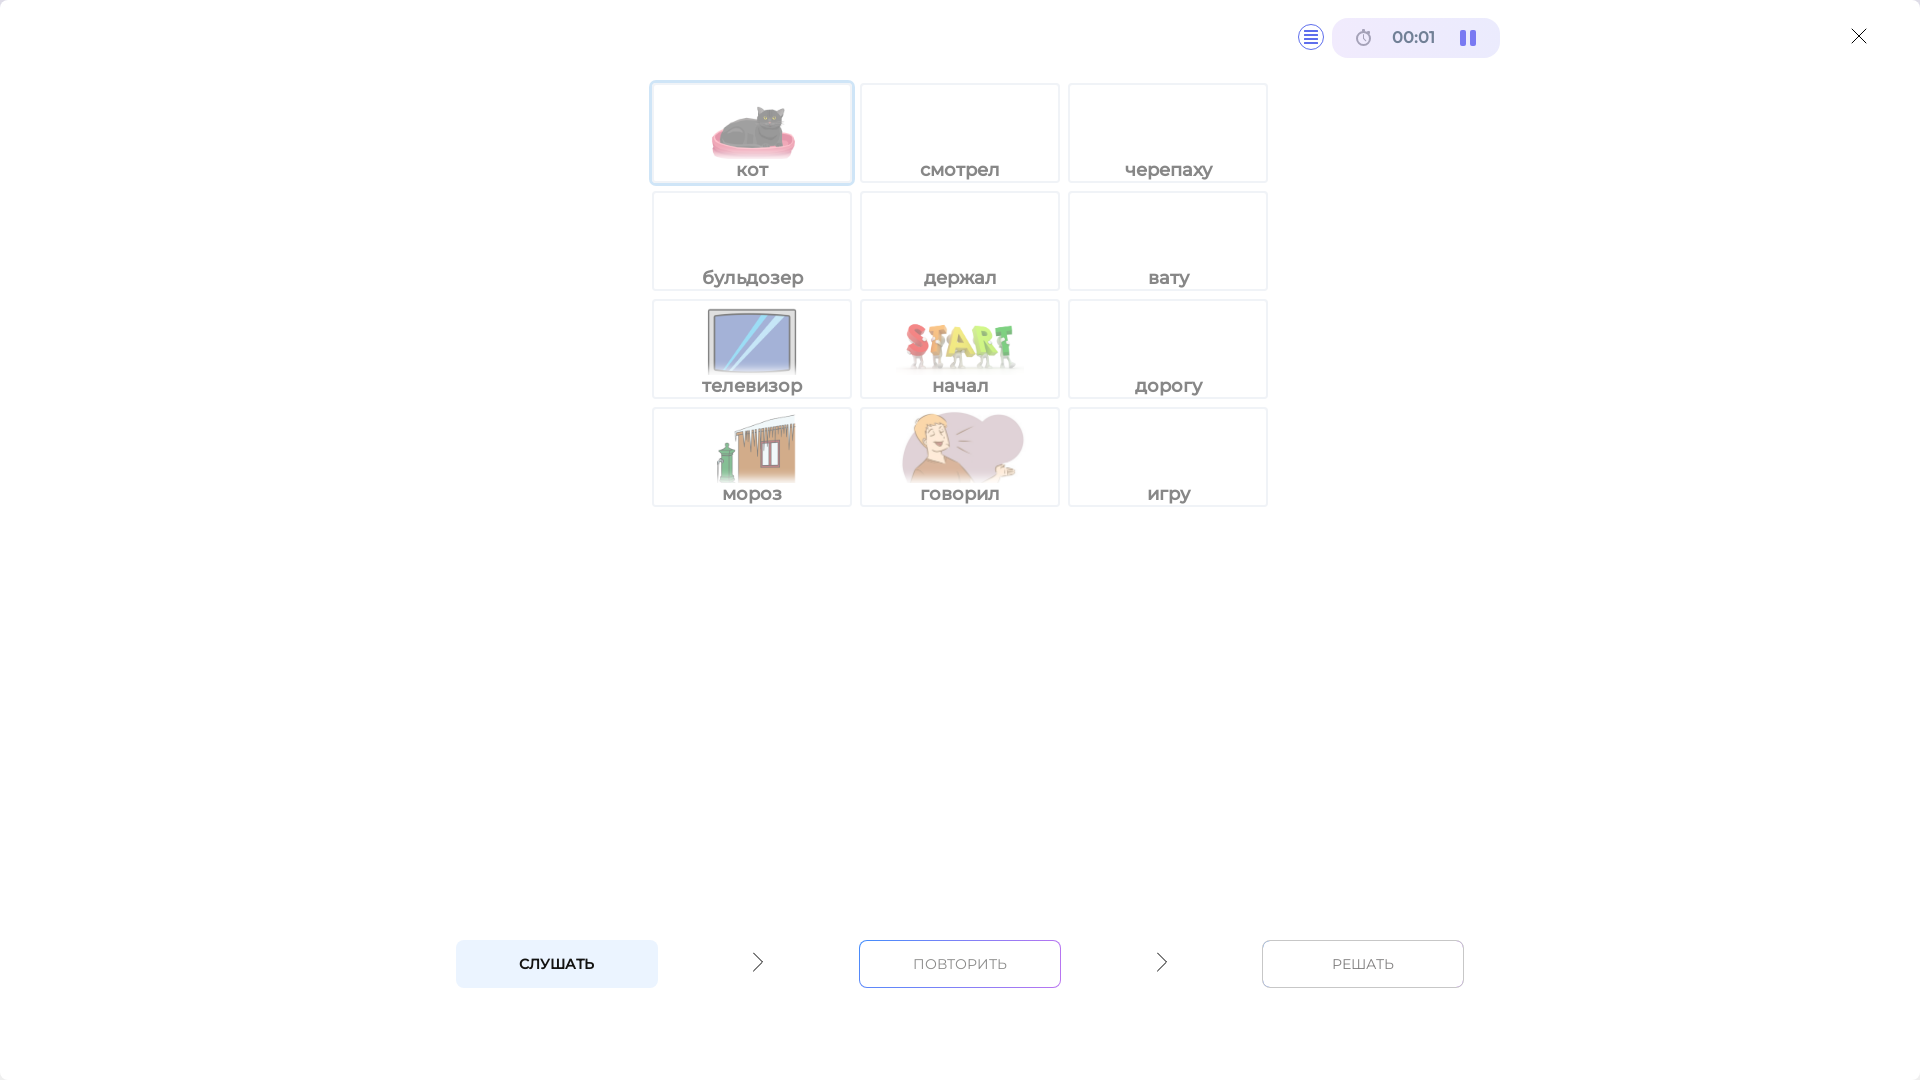 00:01
кот
смотрел
черепаху
бульдозер
держал
вату
телевизор
START
начал
дорогу
мороз
говорил
игру
СЛУШАТЬ
ПОВТОРИТЬ
РЕШАТЬ